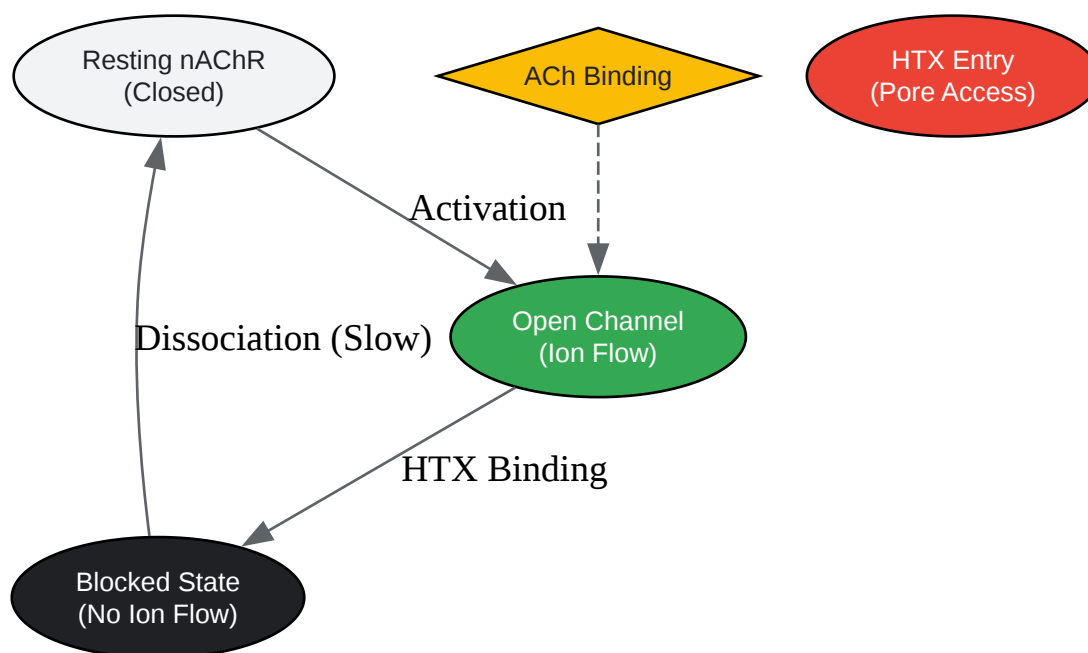 Resting nAChR
(Closed)
ACh Binding
HTX Entry
(Pore Access)
Activation
Open Channel
(Ion Flow)
Dissociation (Slow)
HTX Binding
Blocked State
(No Ion Flow)